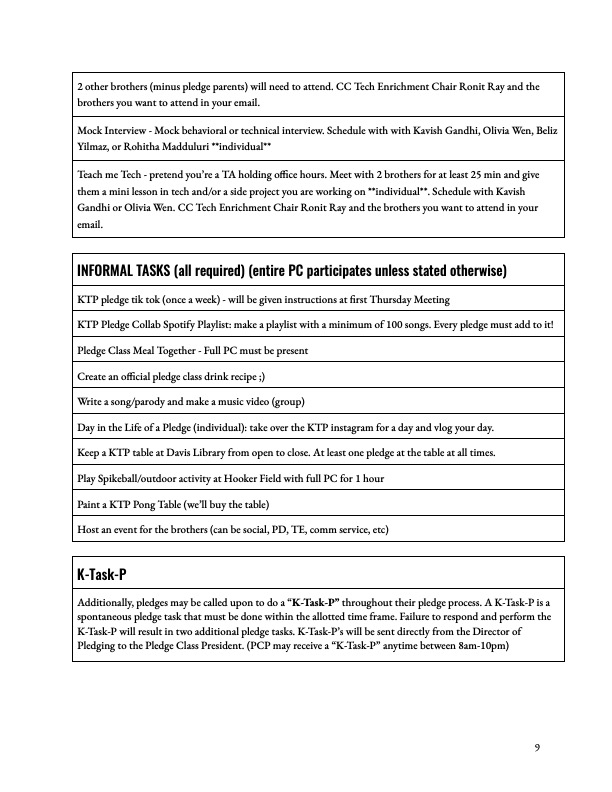 2 other brothers (minus pledge parents) will need to attend. CC Tech Enrichment Chair Ronit Ray and the
brothers you want to attend in your email.
Mock Interview - Mock behavioral or technical interview. Schedule with with Kavish Gandhi, Olivia Wen, Beliz
Yilmaz, or Rohitha Madduluri **individual**
Teach me Tech - pretend you're a TA holding office hours. Meet with 2 brothers for at least 25 min and give
them a mini lesson in tech and/or a side project you are working on **individual**. Schedule with Kavish
Gandhi or Olivia Wen. CC Tech Enrichment Chair Ronit Ray and the brothers you want to attend in your
email.
INFORMAL TASKS (all required) (entire PC participates unless stated otherwise)
KTP pledge tik tok (once a week) - will be given instructions at first Thursday Meeting
KTP Pledge Collab Spotify Playlist: make a playlist with a minimum of 100 songs. Every pledge must add to it!
Pledge Class Meal Together - Full PC must be present
Create an official pledge class drink recipe ;)
Write a song/parody and make a music video (group)
Day in the Life of a Pledge (individual): take over the KTP instagram for a day and vlog your day.
Keep a KTP table at Davis Library from open to close. At least one pledge at the table at all times.
Play Spikeball/outdoor activity at Hooker Field with full PC for 1 hour
Paint a KTP Pong Table (we'll buy the table)
Host an event for the brothers (can be social, PD, TE, comm service, etc)
K-Task-P
Additionally, pledges may be called upon to do a “K-Task-P” throughout their pledge process. A K-Task-P is a
spontaneous pledge task that must be done within the allotted time frame. Failure to respond and perform the
K-Task-P will result in two additional pledge tasks. K-Task-P's will be sent directly from the Director of
Pledging to the Pledge Class President. (PCP may receive a “K-Task-P” anytime between 8am-10pm)
9